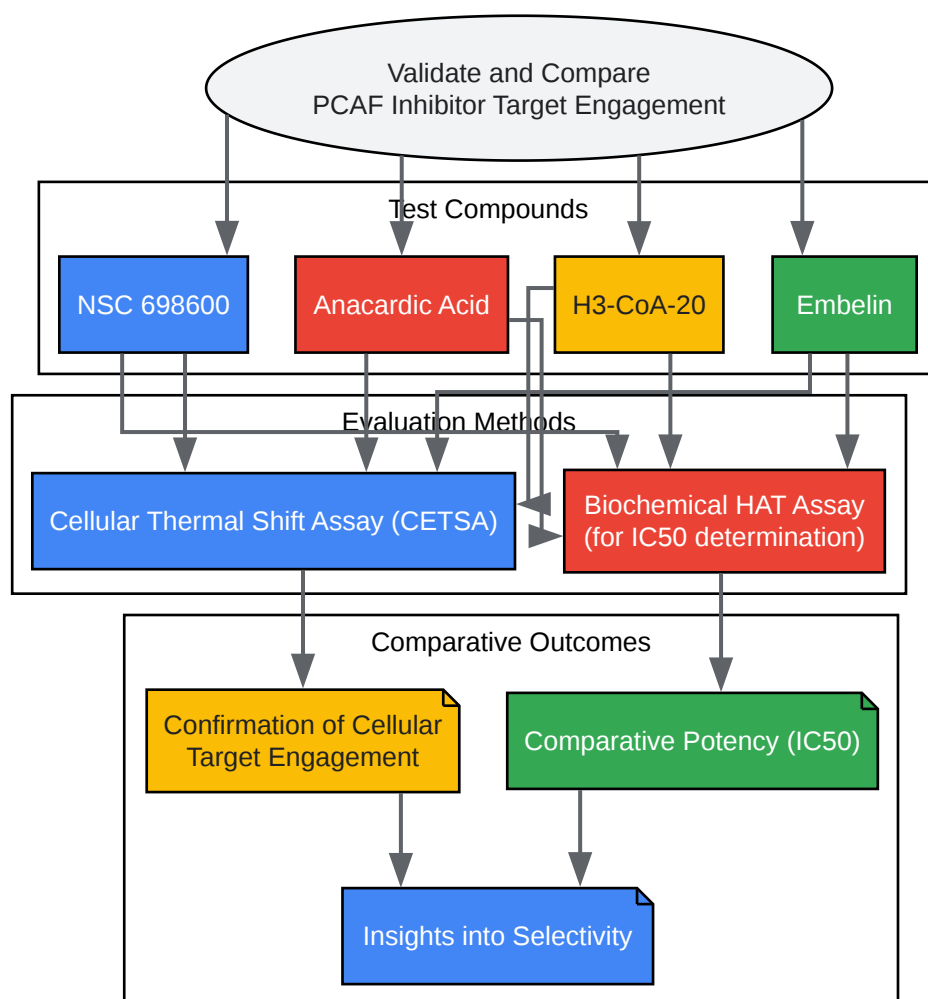 Validate and Compare
PCAF Inhibitor Target Engagement
Test Compounds
NSC 698600
Anacardic Acid
H3-CoA-20
Embelin
Evaluation Methods
Cellular Thermal Shift Assay (CETSA)
Biochemical HAT Assay
(for IC50 determination)
Comparative Outcomes
Confirmation of Cellular
Target Engagement
Comparative Potency (IC50)
Insights into Selectivity